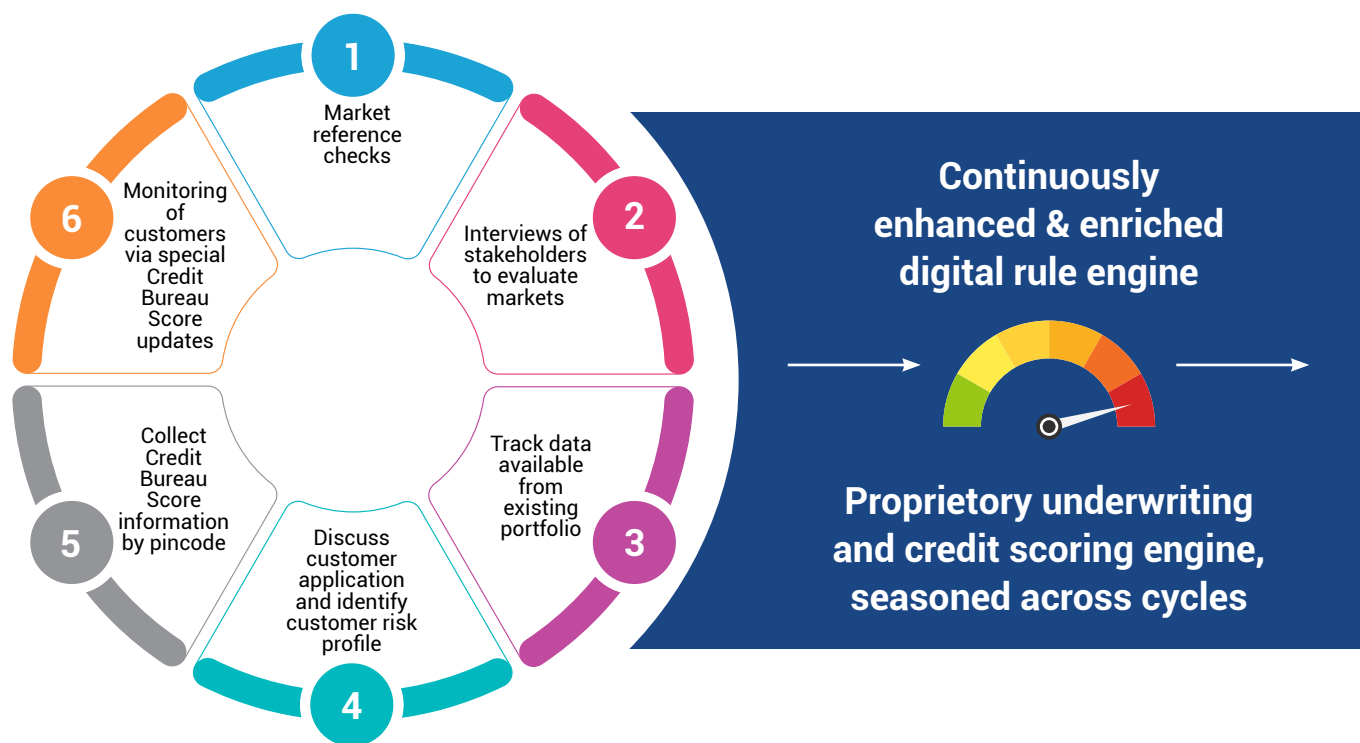 1
Market
reference
checks
2
Interviews of
stakeholders
to evaluate
markets
3
Track data
available
from
existing
portfolio
4
Discuss
customer
application
and identify
customer risk
profile
5
Collect
Credit
Bureau
Score
information
by pincode
6
Monitoring
of
customers
via special
Credit
Bureau
Score
updates
Continuously
enhanced & enriched
digital rule engine
Proprietory underwriting
and credit scoring engine,
seasoned across cycles